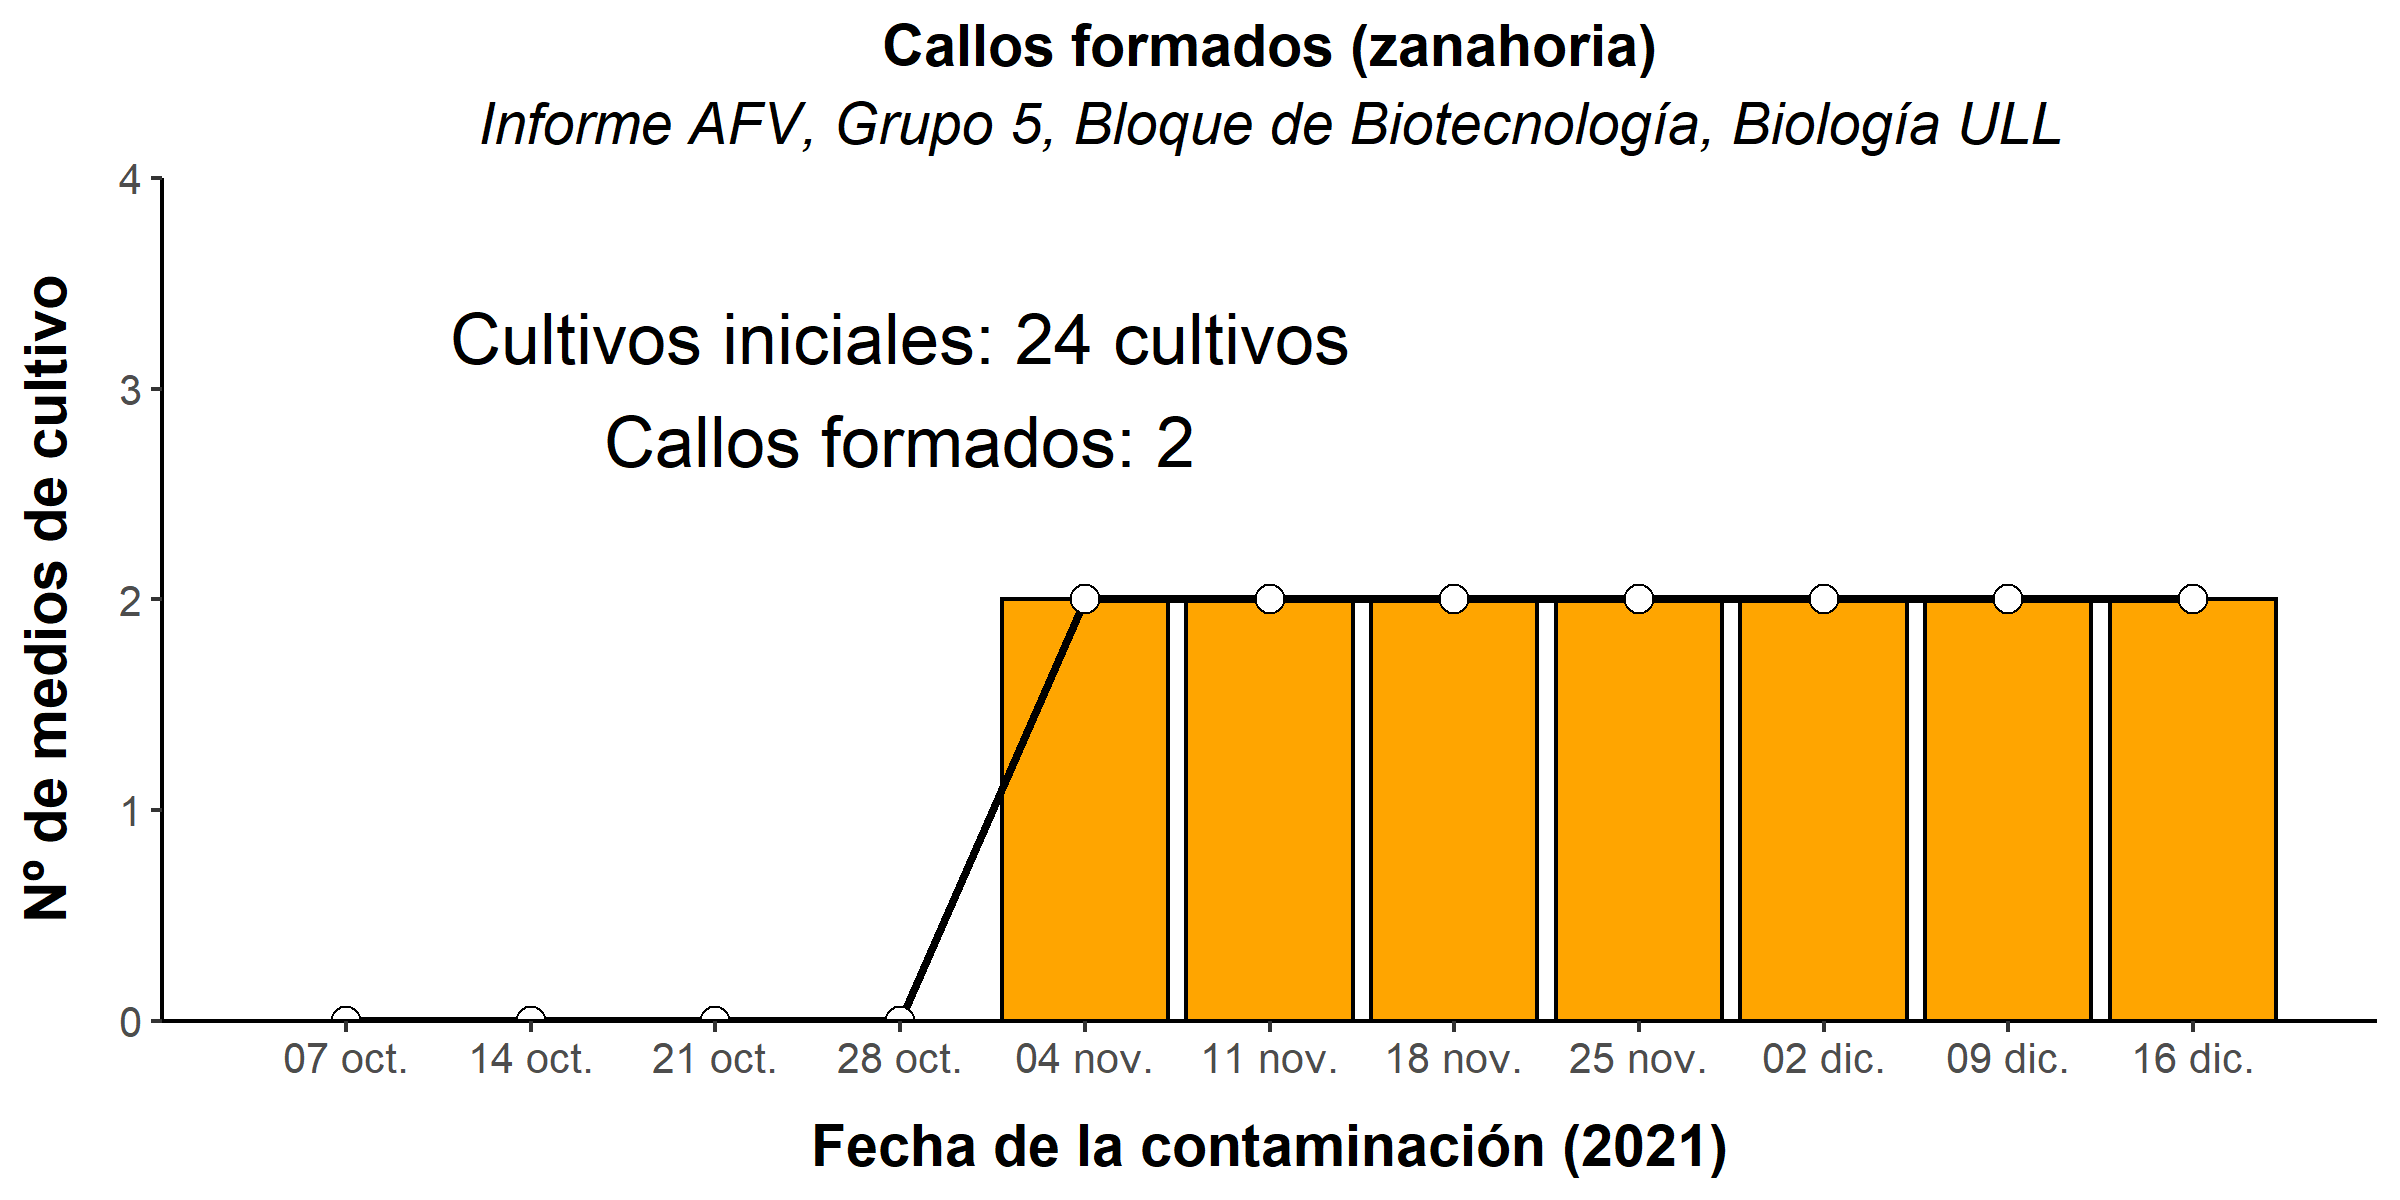 Callos formados (zanahoria)
Informe AFV, Grupo 5, Bloque de Biotecnología, Biología ULL
Nº de medios de cultivo
4
3
2
1
0
Cultivos iniciales: 24 cultivos
Callos formados: 2
07 oct. 14 oct. 21 oct. 28 oct. 04 nov. 11 nov. 18 nov. 25 nov. 02 dic. 09 dic. 16 dic.
Fecha de la contaminación (2021)